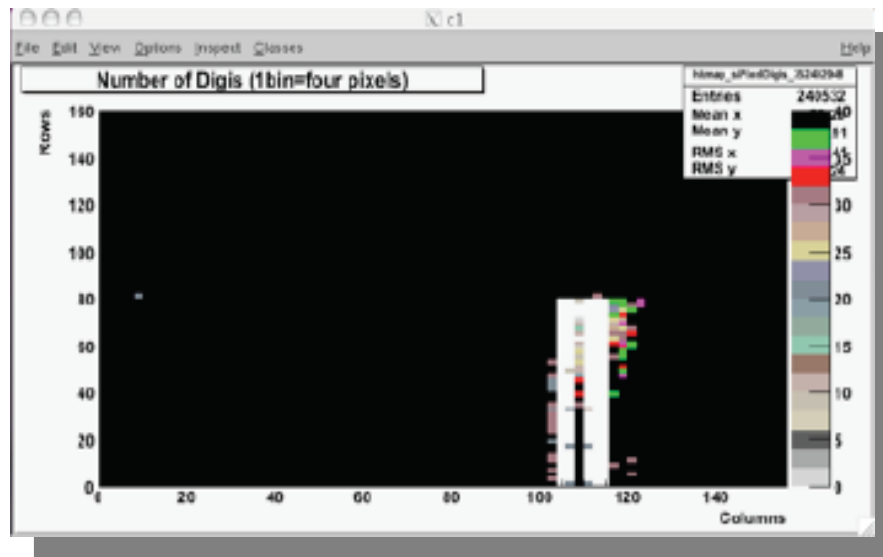 c1
File Edit View Options Inspect Classes Help
Number of Digis (1bin=four pixels)
Entries 240532
Mean x
Mean y
RMS x
RMS y
Rows
160
140
120
100
80
60
40
20
0
0 20 40 60 80 100 120 140
Columns
40
35
30
25
20
15
10
5
0